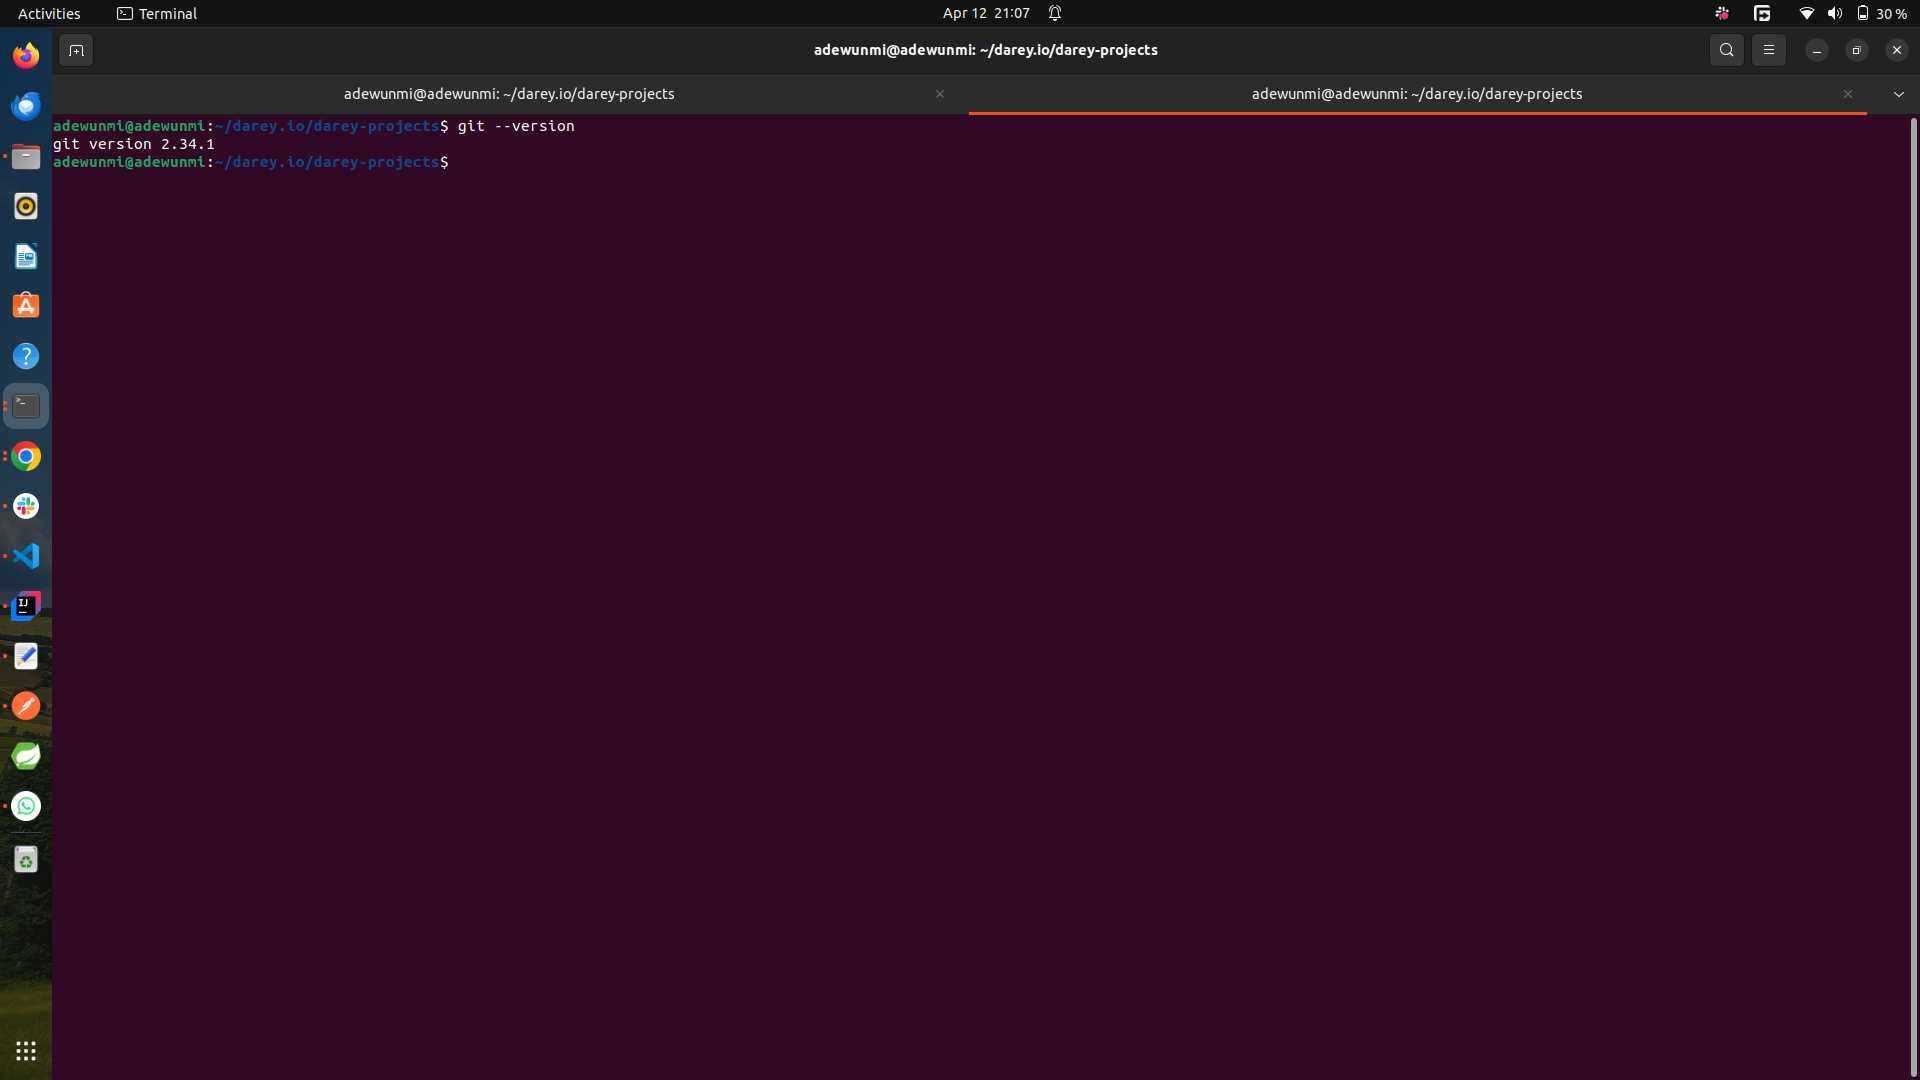 Activities
Terminal
Apr 12 21:07
30 %
adewunmi@adewunmi: ~/darey.io/darey-projects
adewunmi@adewunmi: ~/darey.io/darey-projects
adewunmi@adewunmi: ~/darey.io/darey-projects
adewunmi@adewunmi:~/darey.io/darey-projects$ git --version
git version 2.34.1
adewunmi@adewunmi:~/darey.io/darey-projects$
IJ